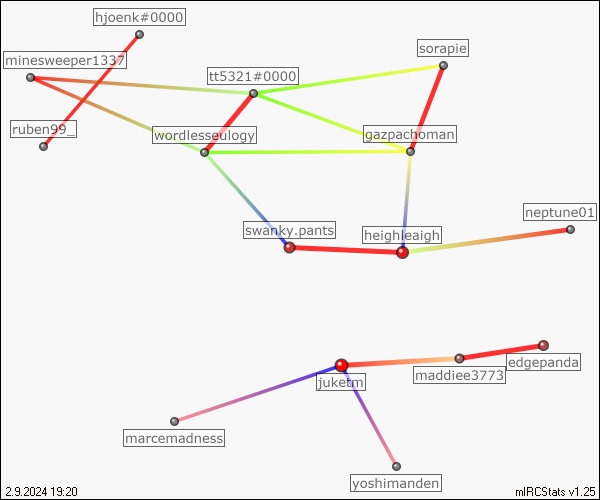 hjoenk#0000
sorapie
minesweeper1337
tt5321#0000
ruben99_
wordlesseulogy
gazpachoman
neptune01
swanky.pants
heighleaigh
edgepanda
maddiee3773
juketm
marcemadness
yoshimanden
2.9.2024 19:20
mIRCStats v1.25